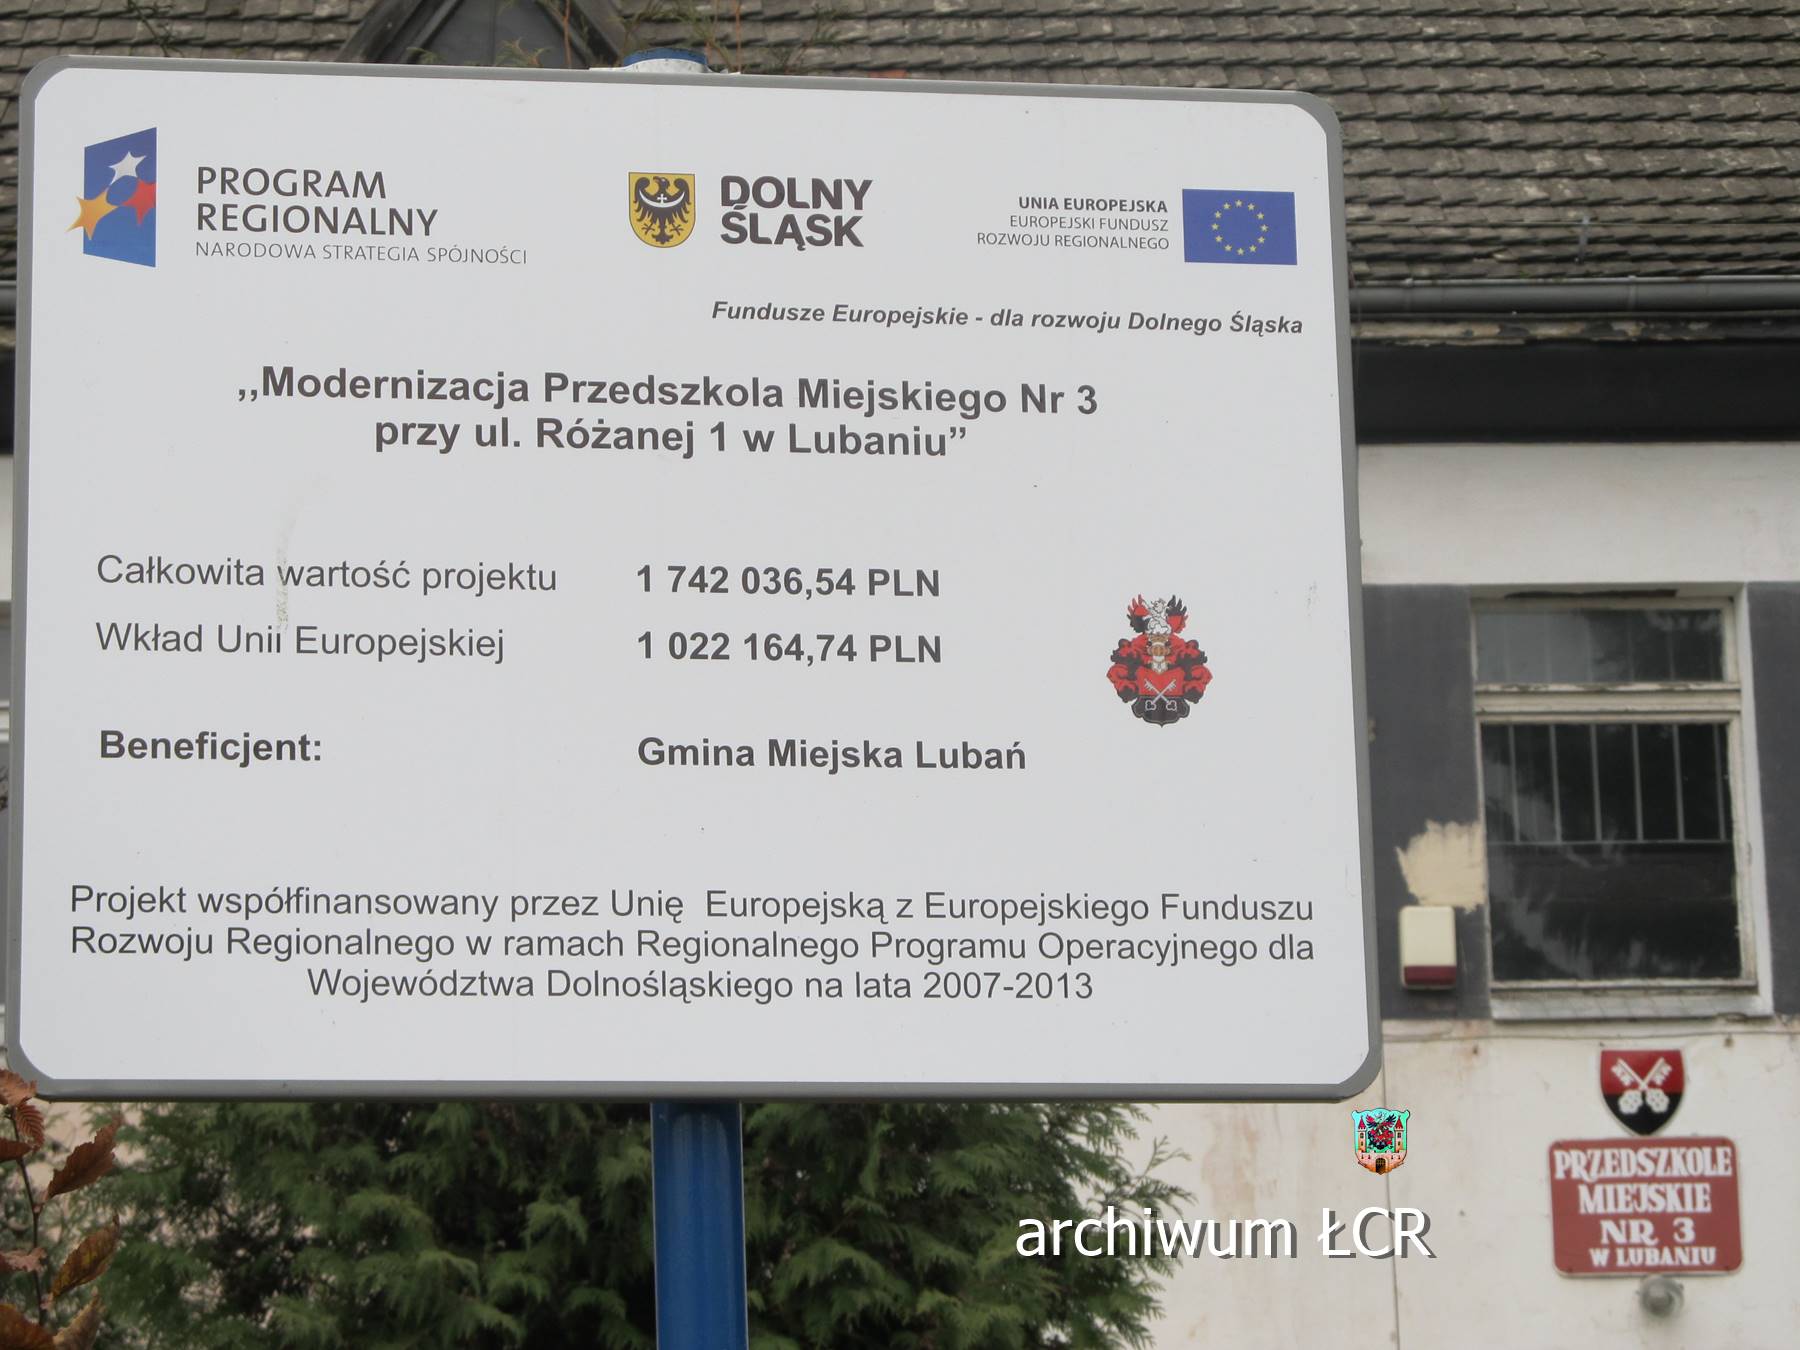 PROGRAM
REGIONALNY
NARODOWA STRATEGIA SPÓJNOŚCI
DOLNY
ŚLĄSK
UNIA EUROPEJSKA
EUROPEJSKI FUNDUSZ
ROZWOJU REGIONALNEGO
Fundusze Europejskie - dla rozwoju Dolnego Śląska
,,Modernizacja Przedszkola Miejskiego Nr 3
przy ul. Różanej 1 w Lubaniu”
Całkowita wartość projektu 1 742 036,54 PLN
Wkład Unii Europejskiej 1 022 164,74 PLN
Beneficjent: Gmina Miejska Lubań
Projekt współfinansowany przez Unię Europejską z Europejskiego Funduszu
Rozwoju Regionalnego w ramach Regionalnego Programu Operacyjnego dla
Województwa Dolnośląskiego na lata 2007-2013
PRZEDSZKOLE
MIEJSKIE
NR 3
W LUBANIU
archiwum ŁCR